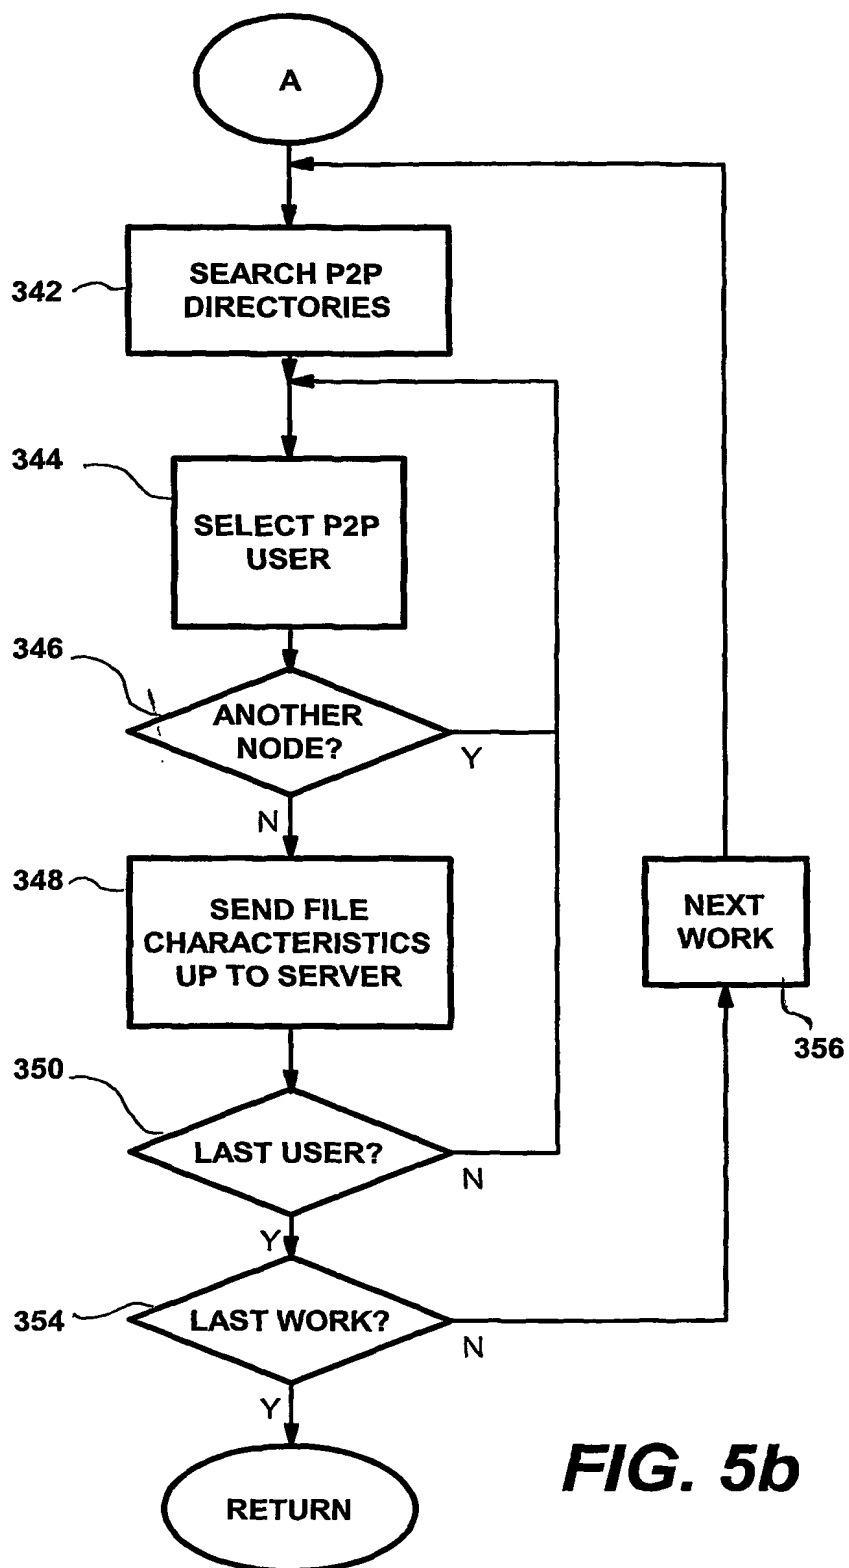 A
342
SEARCH P2P
DIRECTORIES
344
SELECT P2P
USER
346
ANOTHER
NODE?
Y
N
348
SEND FILE
CHARACTERISTICS
UP TO SERVER
NEXT
WORK
356
350
LAST USER?
N
Y
354
LAST WORK?
N
Y
RETURN
FIG. 5b